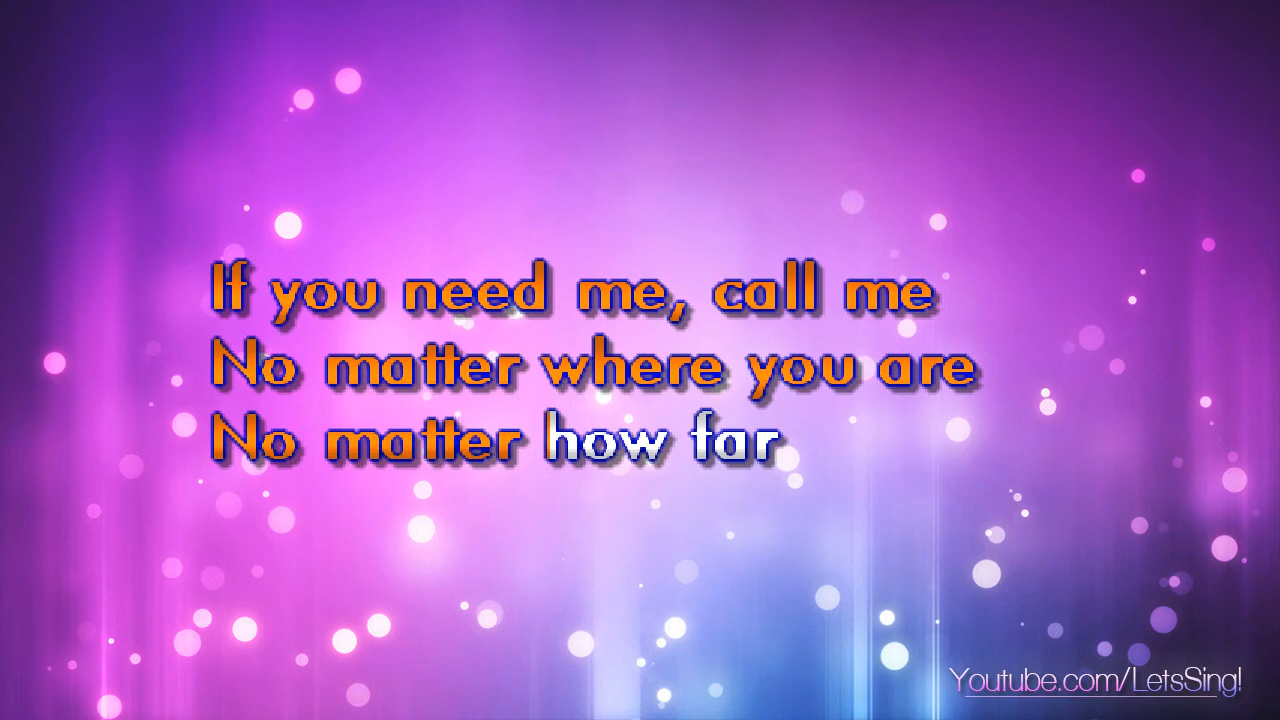 If you need me, call me
No matter where you are
No matter how far
Youtube.com/LetsSing!